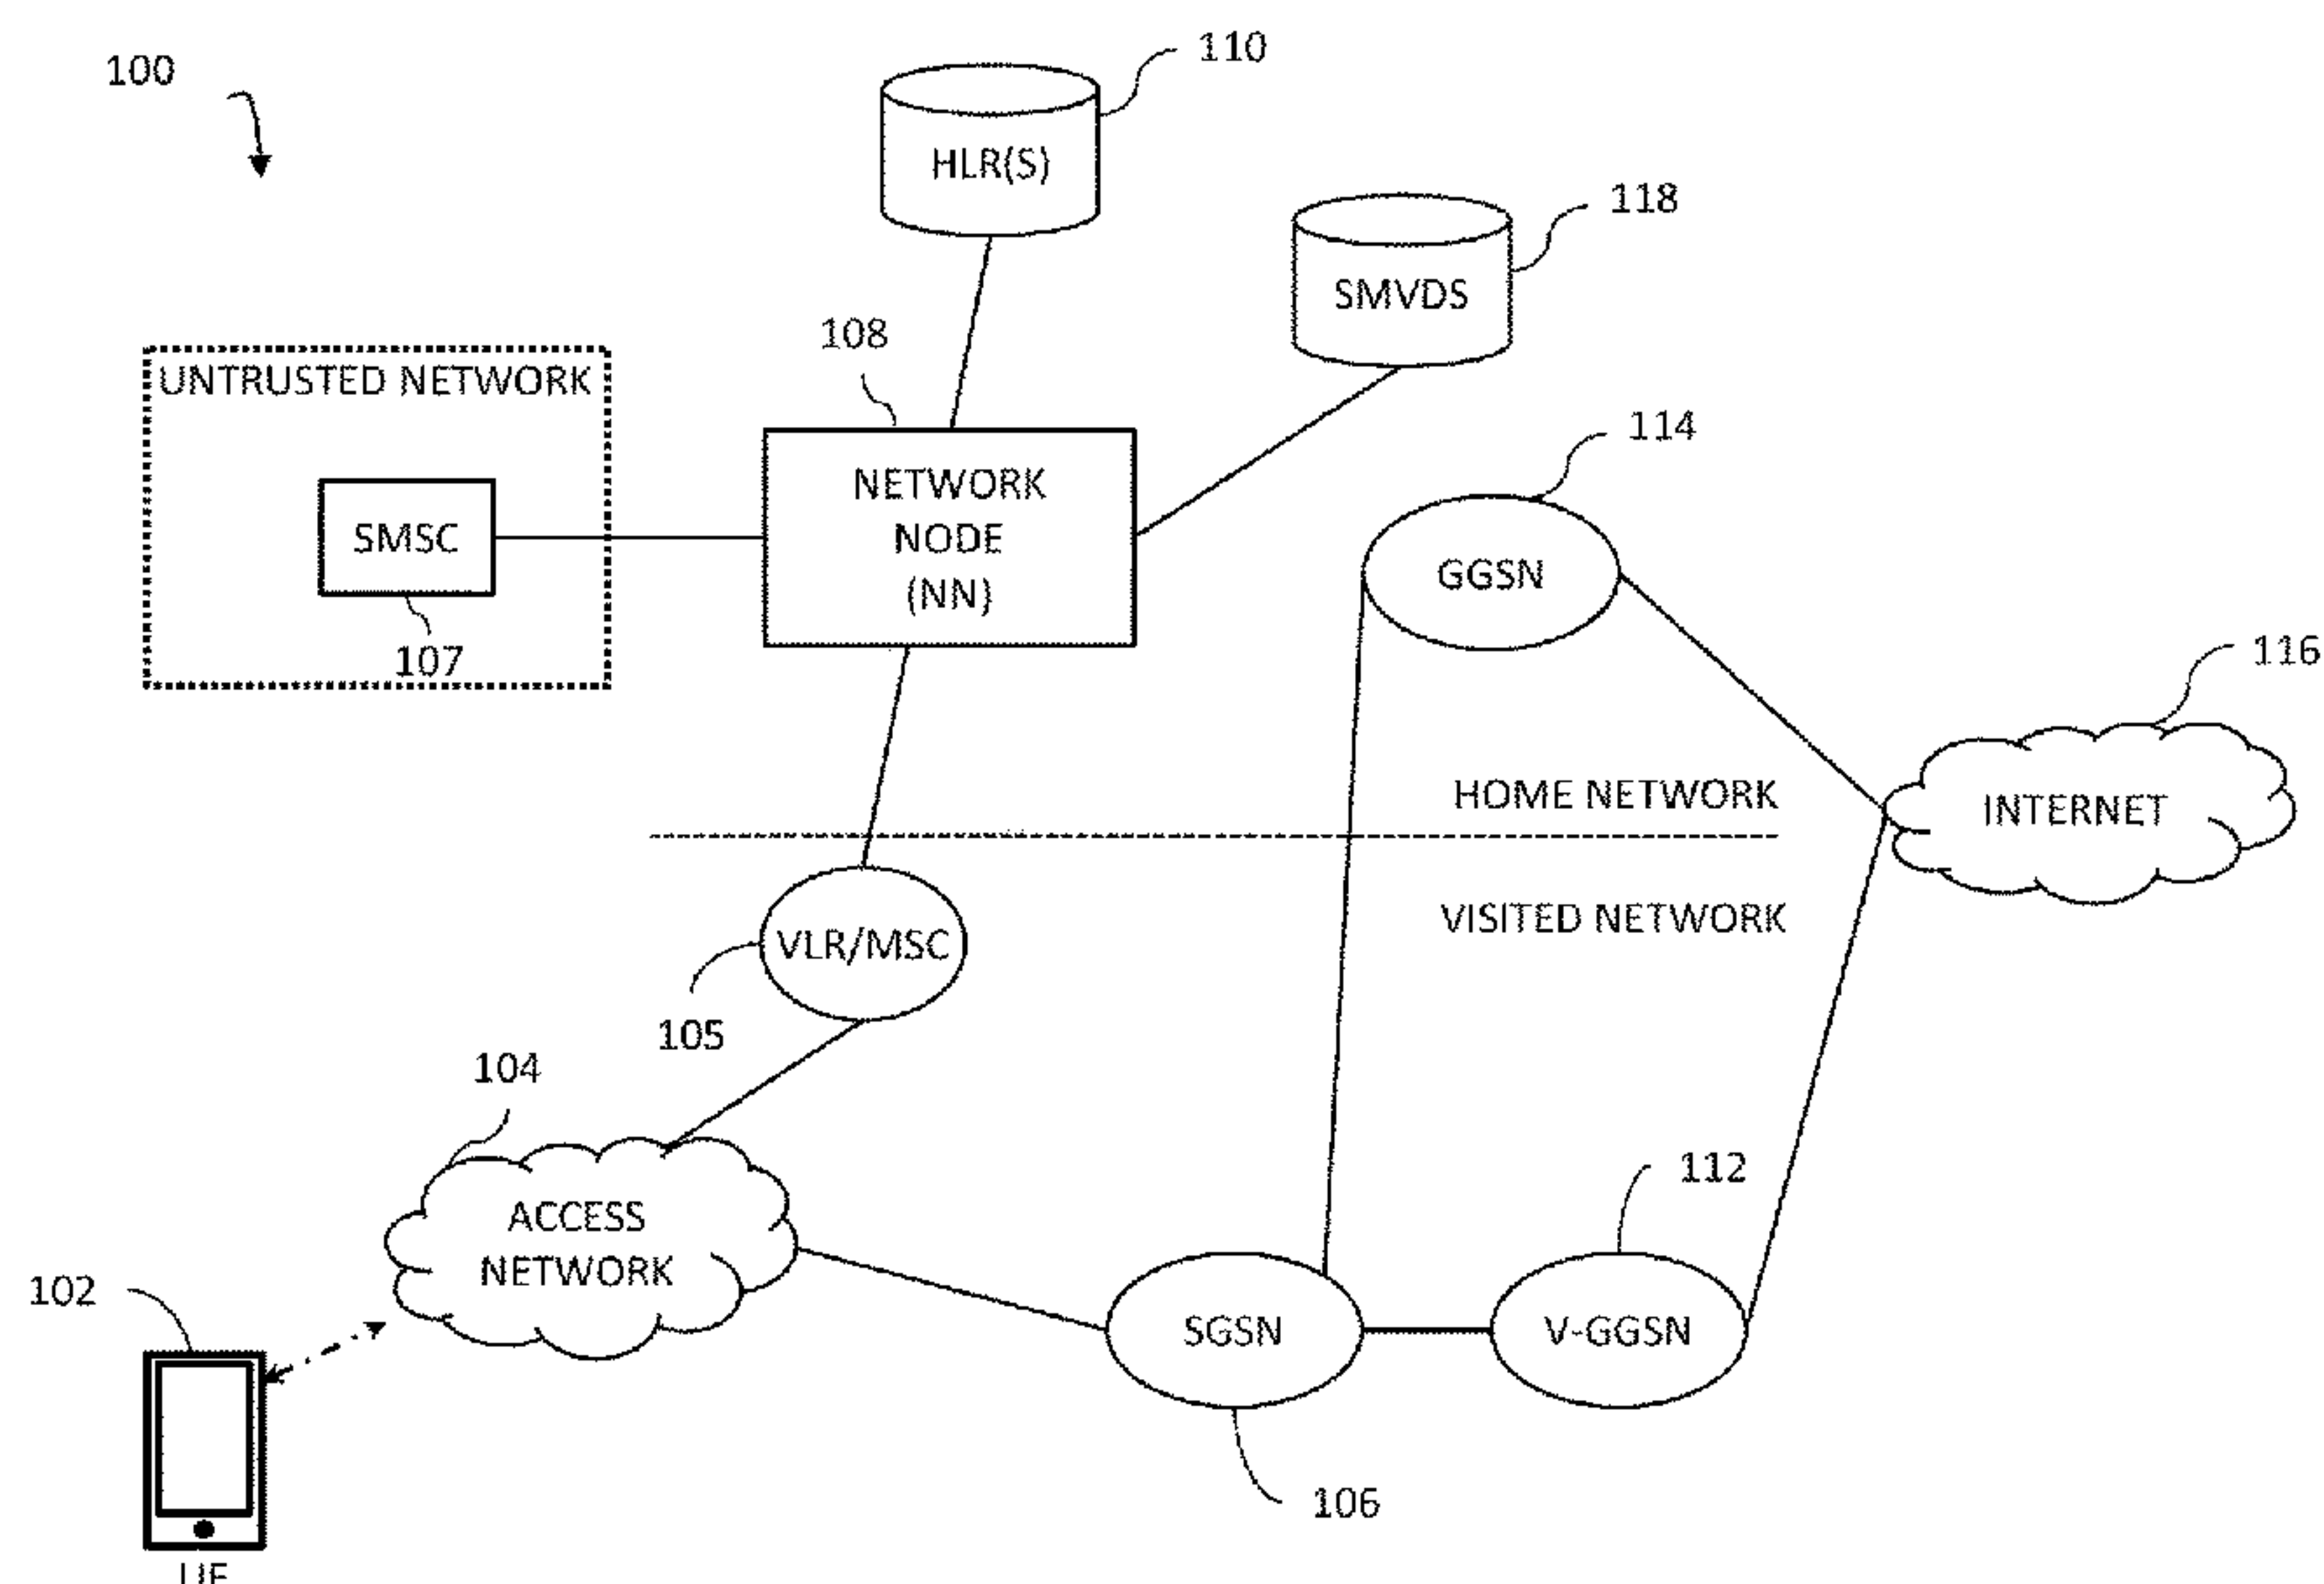 100
110
HLR(S)
118
SMVDS
108
UNTRUSTED NETWORK
114
NETWORK
NODE
(NN)
SMSC
GGSN
107
116
HOME NETWORK
INTERNET
VISITED NETWORK
VLR/MSC
105
104
112
ACCESS
NETWORK
102
SGSN
V-GGSN
106
UE